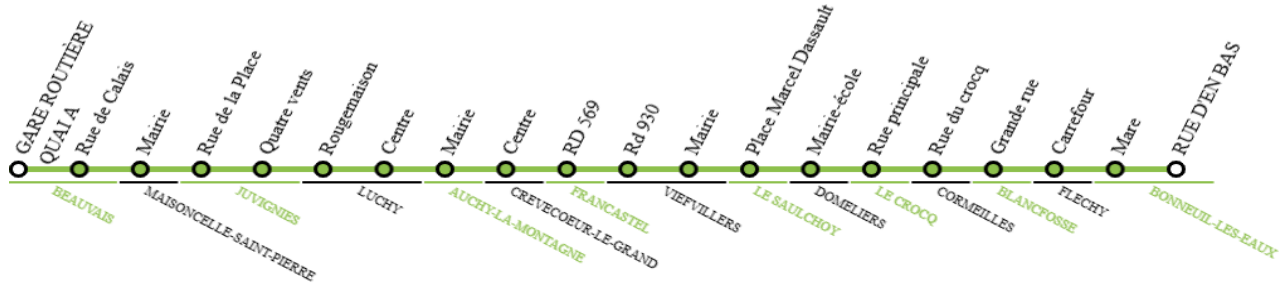 GARE ROUTIÈRE
QUAI A
Rue de Calais
Mairie
Rue de la Place
Quatre vents
Rougemaison
Centre
Mairie
Centre
RD 569
Rd 930
Mairie
Place Marcel Dassault
Mairie-école
Rue principale
Rue du crocq
Grande rue
Carrefour
Mare
RUE D'EN BAS
BEAUVAIS
MAISONCELLE-SAINT-PIERRE
JUVIGNIES
LUCHY
AUCHY-LA-MONTAGNE
CREVECOEUR-LE-GRAND
FRANCASTEL
VIEFVILLERS
LE SAULCHOY
DOMELIERS
LE CROCQ
CORMEILLES
BLANCFOSSE
FLECHY
BONNEUIL-LES-EAUX